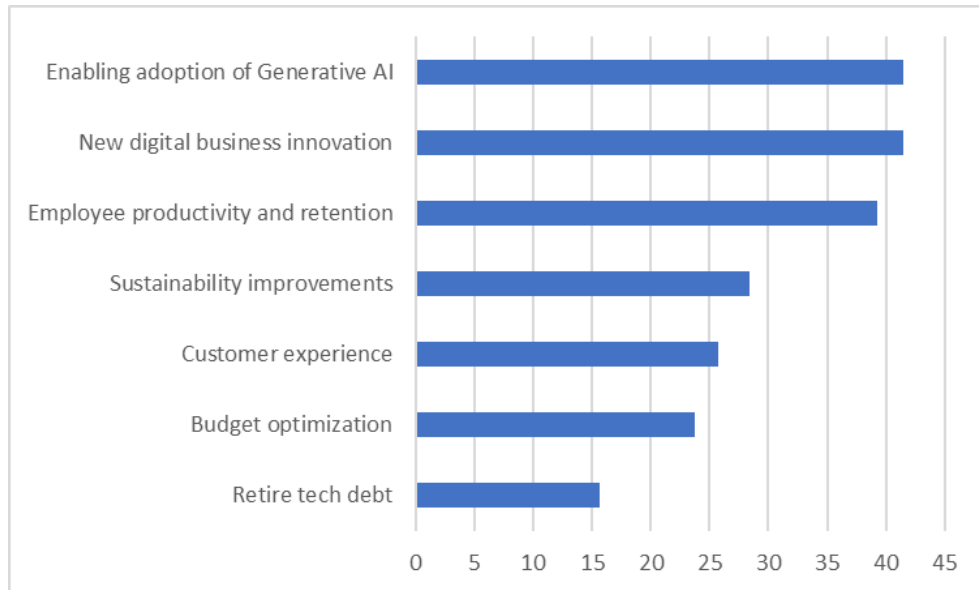 Enabling adoption of Generative AI
New digital business innovation
Employee productivity and retention
Sustainability improvements
Customer experience
Budget optimization
Retire tech debt
0 5 10 15 20 25 30 35 40 45